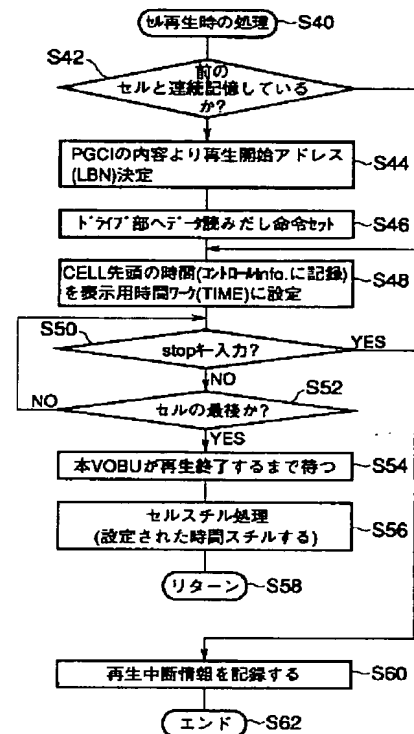 セル再生時の処理 S40
S42
前の
セルと連続記憶している
か?
PGCIの内容より再生開始アドレス
(LBN)決定 S44
ドライブ部へデータ読みだし命令セット S46
CELL先頭の時間(コントロールInfo.に記録)
を表示用時間ワーク(TIME)に設定 S48
S50
stopキー入力? YES
NO S52
NO セルの最後か?
YES
本VOBUが再生終了するまで待つ S54
セルスチル処理
(設定された時間スチルする) S56
リターン S58
再生中断情報を記録する S60
エンド S62